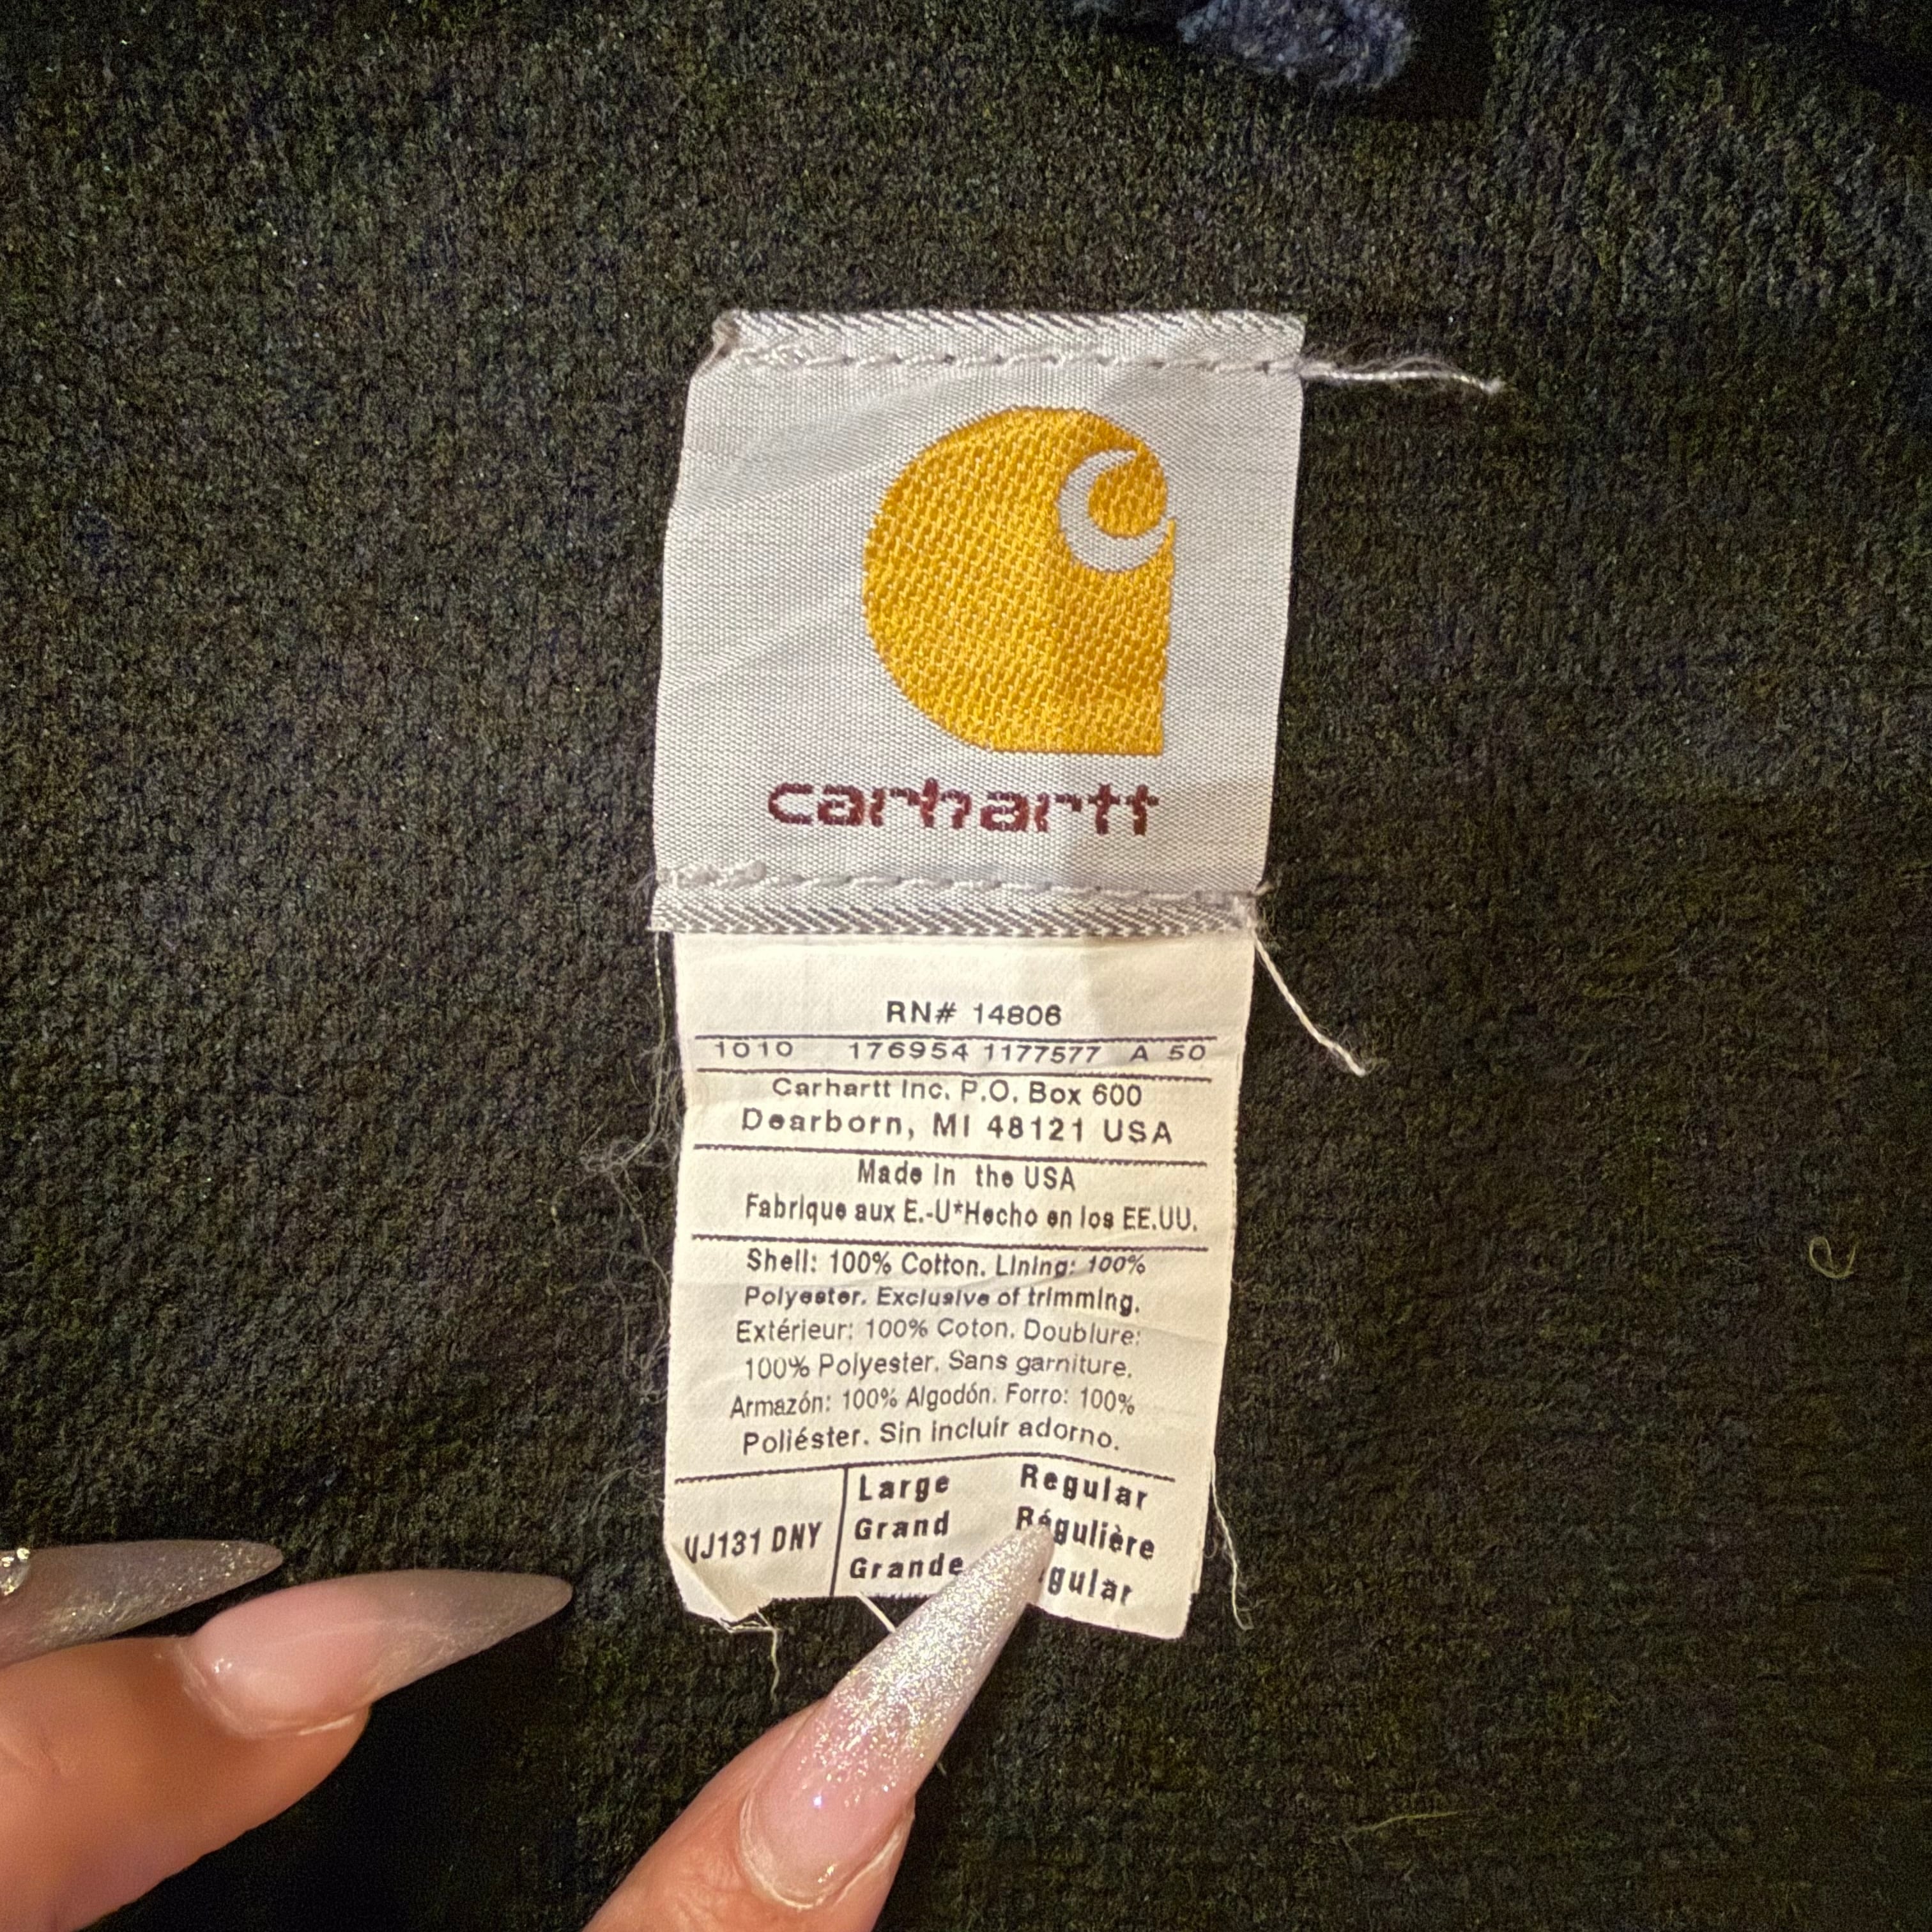 carhartt
RN# 14806
1010 176954 1177577 A 50
Carhartt Inc. P.O. Box 600
Dearborn, MI 48121 USA
Made in the USA
Fabrique aux E.-U*Hecho en los EE.UU.
Shell: 100% Cotton. Lining: 100%
Polyester. Exclusive of trimming.
Extérieur: 100% Coton. Doublure:
100% Polyester. Sans garniture.
Armazón: 100% Algodón. Forro: 100%
Poliéster. Sin incluír adorno.
VJ131 DNY
Large Regular
Grand Régulière
Grande gular